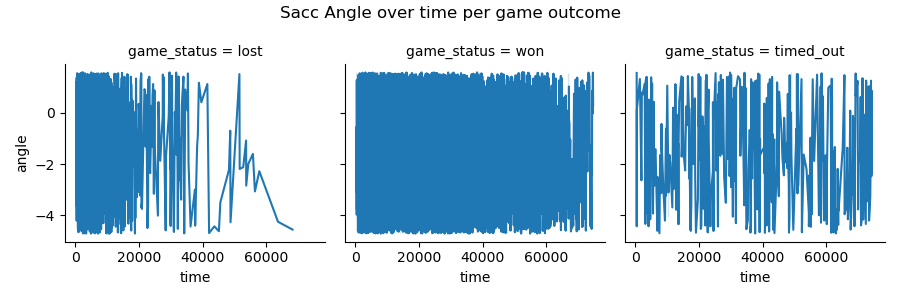 Sacc Angle over time per game outcome
game_status = lost
game_status = won
game_status = timed_out
angle
0
−2
−4
0 20000 40000 60000
0 20000 40000 60000
0 20000 40000 60000
time
time
time